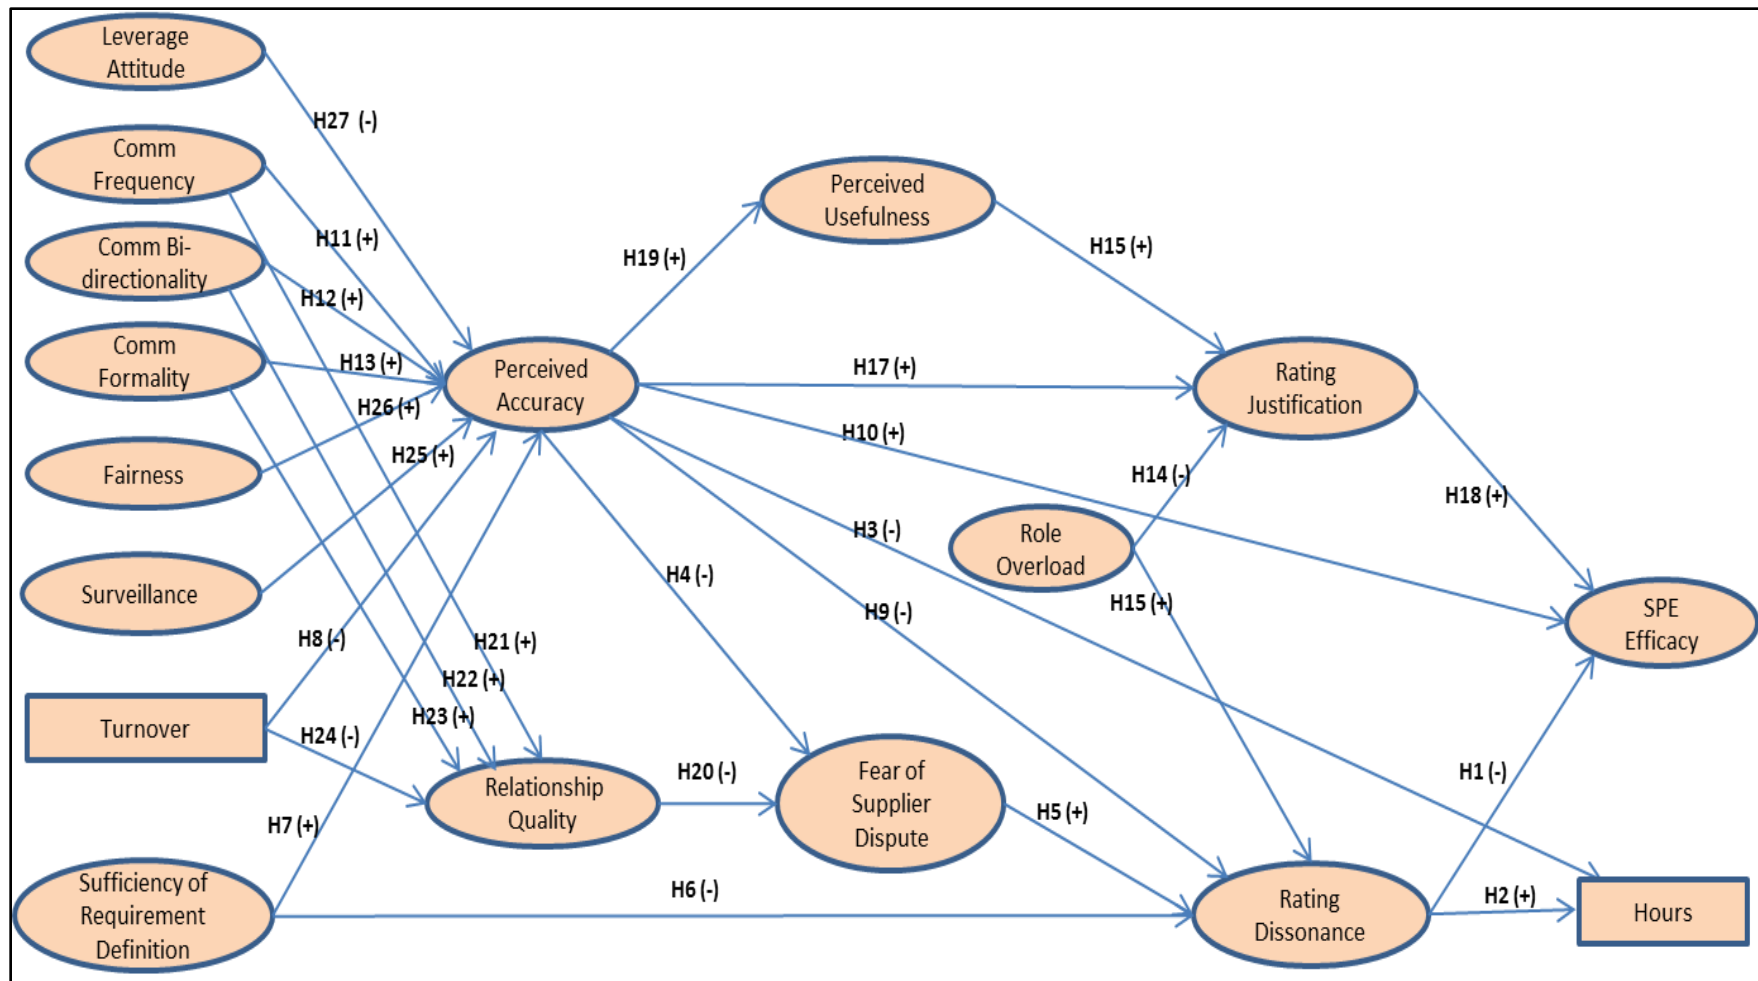 Leverage
Attitude
H27 (-)
Comm
Frequency
Perceived
Usefulness
H11 (+)
Comm Bi-
directionality
H19 (+)
H15 (+)
H12 (+)
Comm
Formality
H13 (+)
Perceived
Accuracy
H17 (+)
Rating
Justification
H26 (+)
H10 (+)
H25 (+)
Fairness
H14 (-)
H18 (+)
H3 (-)
Role
Overload
H4 (-)
Surveillance
H9 (-)
H15 (+)
SPE
Efficacy
H8 (-)
H21 (+)
H22 (+)
H23 (+)
Turnover
H24 (-)
H20 (-)
H1 (-)
Relationship
Quality
Fear of
Supplier
Dispute
H7 (+)
H5 (+)
Sufficiency of
Requirement
Definition
H6 (-)
Rating
Dissonance
H2 (+)
Hours